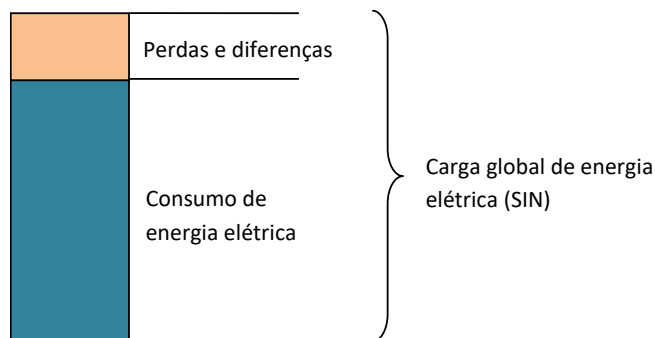 Perdas e diferenças
Consumo de
energia elétrica
Carga global de energia
elétrica (SIN)